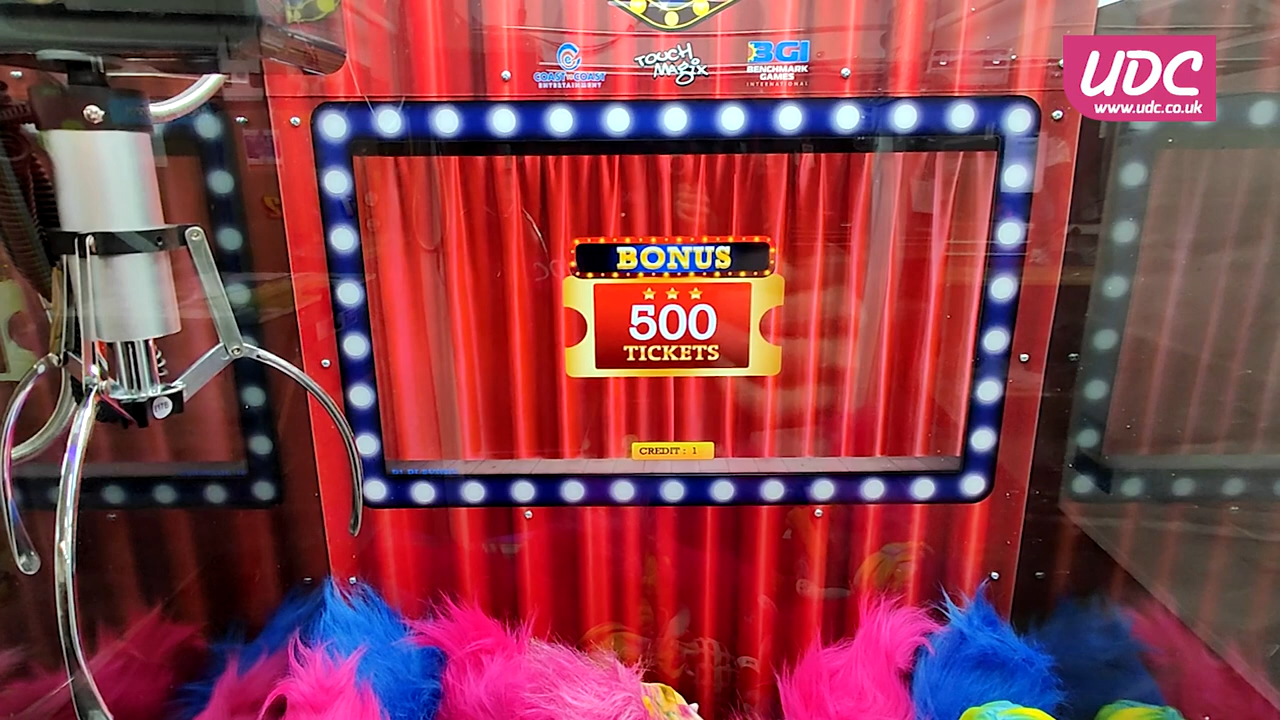 COAST TO COAST
ENTERTAINMENT
TOUCH
MAGIX
BGI
BENCHMARK
GAMES
INTERNATIONAL
UDC
www.udc.co.uk
BONUS
500
TICKETS
CREDIT : 1